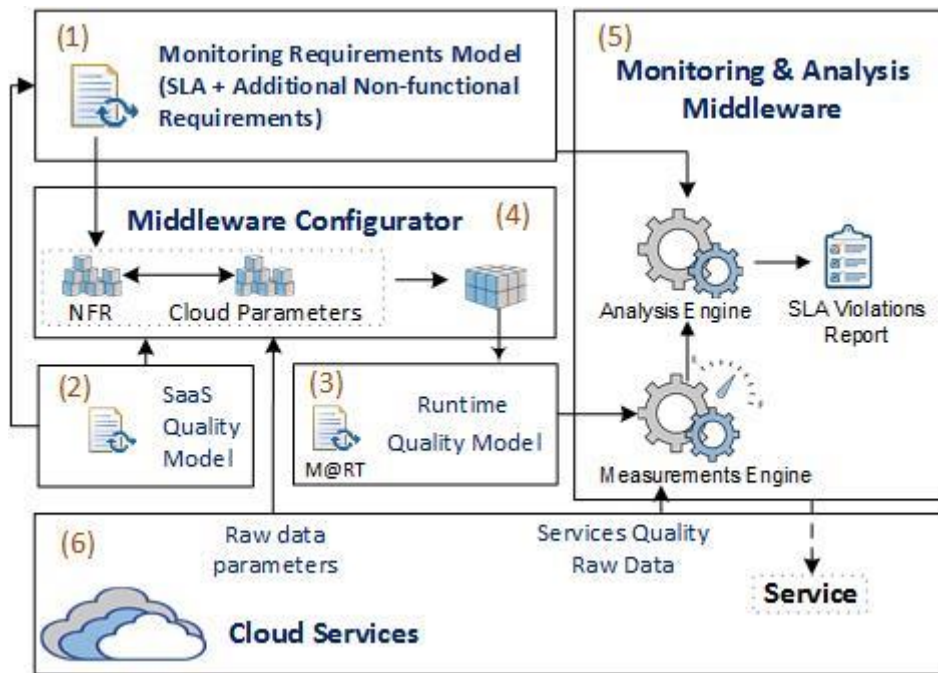 (1)
Monitoring Requirements Model
(SLA + Additional Non-functional
Requirements)
(5)
Monitoring & Analysis
Middleware
Middleware Configurator
(4)
NFR
Cloud Parameters
Analysis Engine
SLA Violations
Report
(2)
SaaS
Quality
Model
(3)
Runtime
Quality Model
M@RT
Measurements Engine
(6)
Raw data
parameters
Services Quality
Raw Data
Service
Cloud Services